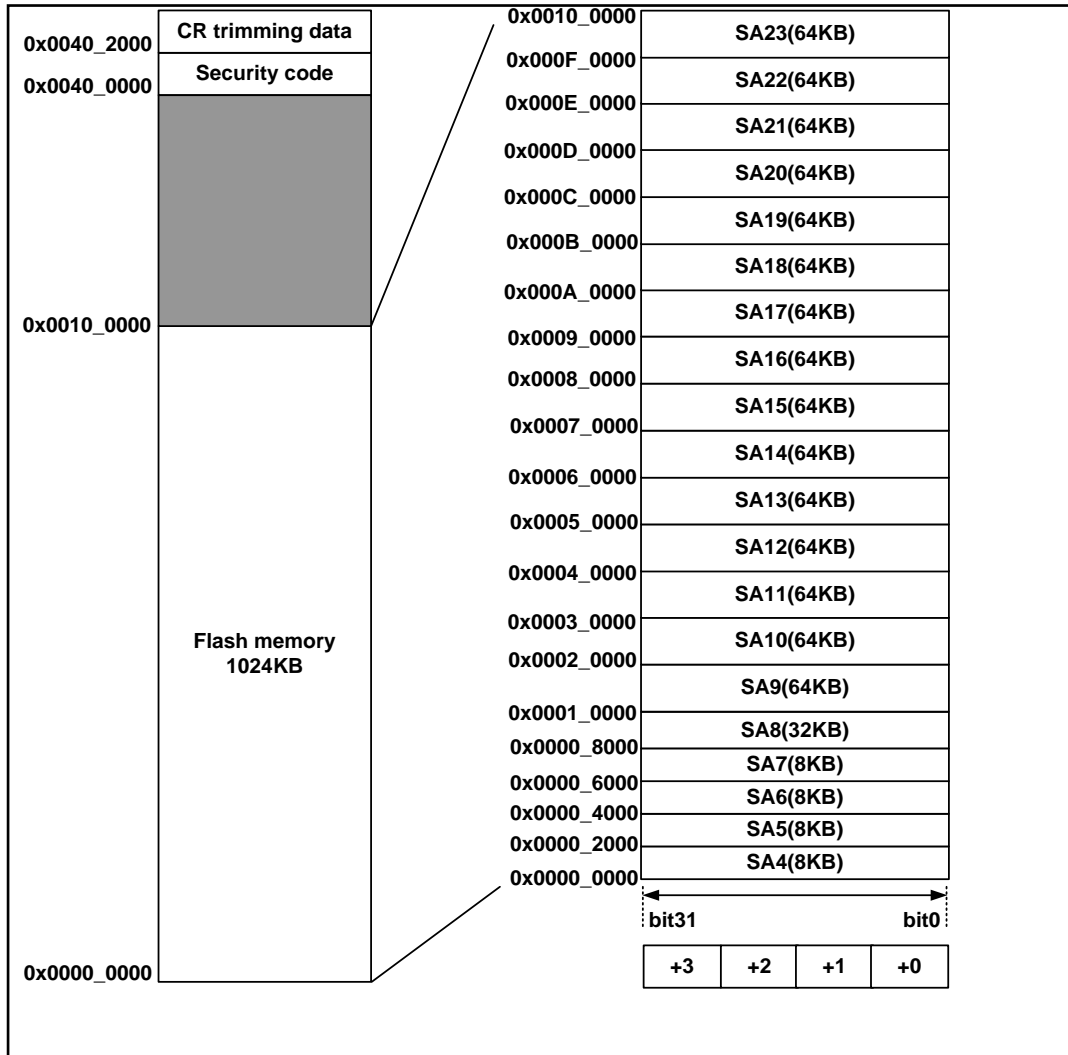 CR trimming data
0x0040_2000
Security code
0x0040_0000
0x0010_0000
Flash memory
1024KB
0x0000_0000
0x0010_0000
SA23(64KB)
0x000F_0000
SA22(64KB)
0x000E_0000
SA21(64KB)
0x000D_0000
SA20(64KB)
0x000C_0000
SA19(64KB)
0x000B_0000
SA18(64KB)
0x000A_0000
SA17(64KB)
0x0009_0000
SA16(64KB)
0x0008_0000
SA15(64KB)
0x0007_0000
SA14(64KB)
0x0006_0000
SA13(64KB)
0x0005_0000
SA12(64KB)
0x0004_0000
SA11(64KB)
0x0003_0000
SA10(64KB)
0x0002_0000
SA9(64KB)
0x0001_0000
SA8(32KB)
0x0000_8000
SA7(8KB)
0x0000_6000
SA6(8KB)
0x0000_4000
SA5(8KB)
0x0000_2000
SA4(8KB)
0x0000_0000
bit31 bit0
+3 +2 +1 +0